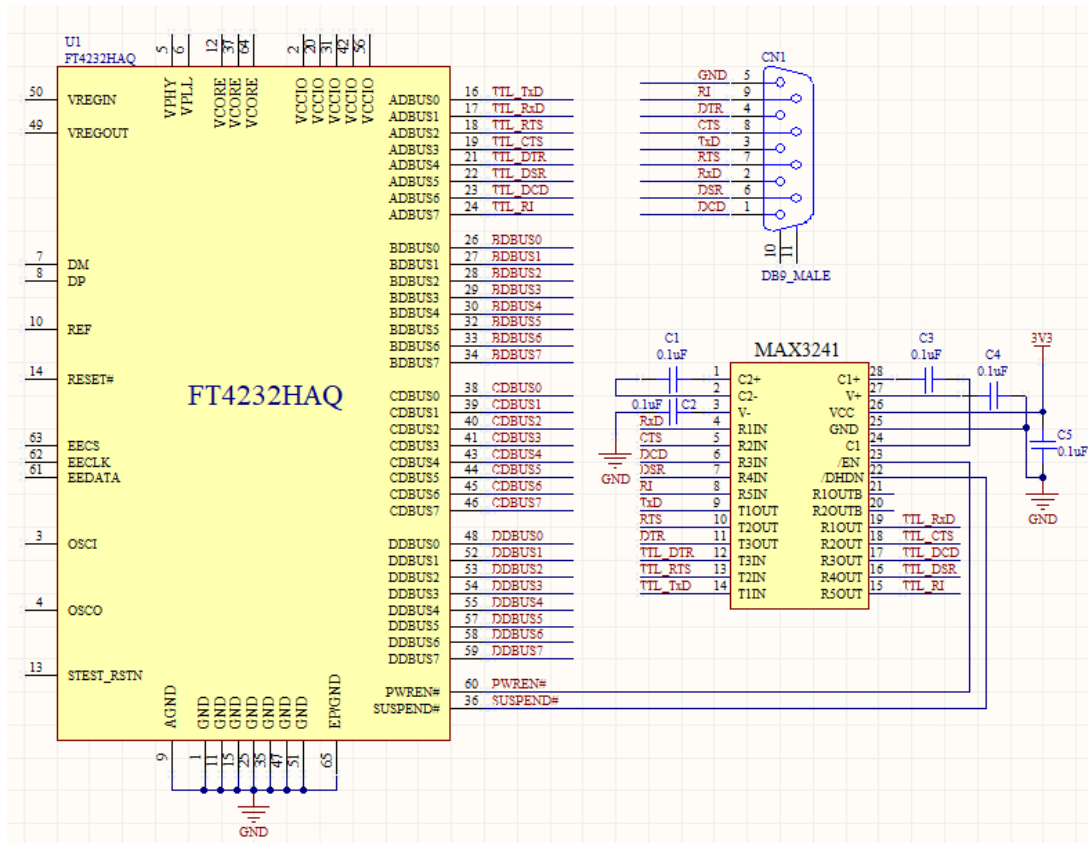 U1
FT4232HAQ
5 6 12 37 64 2 20 31 42 56
VPHY VPLL VCORE VCORE VCORE VCCIO VCCIO VCCIO VCCIO VCCIO
50 VREGIN
49 VREGOUT
7 DM
8 DP
10 REF
14 RESET#
FT4232HAQ
63 EECS
62 EECLK
61 EEDATA
3 OSCI
4 OSCO
13 STEST_RSTN
ADBUS0 16 TTL_TxD
ADBUS1 17 TTL_RxD
ADBUS2 18 TTL_RTS
ADBUS3 19 TTL_CTS
ADBUS4 21 TTL_DTR
ADBUS5 22 TTL_DSR
ADBUS6 23 TTL_DCD
ADBUS7 24 TTL_RI
BDBUS0 26 BDBUS0
BDBUS1 27 BDBUS1
BDBUS2 28 BDBUS2
BDBUS3 29 BDBUS3
BDBUS4 30 BDBUS4
BDBUS5 32 BDBUS5
BDBUS6 33 BDBUS6
BDBUS7 34 BDBUS7
CDBUS0 38 CDBUS0
CDBUS1 39 CDBUS1
CDBUS2 40 CDBUS2
CDBUS3 41 CDBUS3
CDBUS4 43 CDBUS4
CDBUS5 44 CDBUS5
CDBUS6 45 CDBUS6
CDBUS7 46 CDBUS7
DDBUS0 48 DDBUS0
DDBUS1 52 DDBUS1
DDBUS2 53 DDBUS2
DDBUS3 54 DDBUS3
DDBUS4 55 DDBUS4
DDBUS5 57 DDBUS5
DDBUS6 58 DDBUS6
DDBUS7 59 DDBUS7
PWREN# 60 PWREN#
SUSPEND# 36 SUSPEND#
AGND GND GND GND GND GND GND GND EP/GND
9 1 11 15 25 35 47 51 65
GND
CN1
GND 5
RI 9
DTR 4
CTS 8
TxD 3
RTS 7
RxD 2
DSR 6
DCD 1
10 11
DB9_MALE
C1
0.1uF
0.1uF C2
GND
MAX3241
C3
0.1uF
C4
0.1uF
3V3
C5
0.1uF
GND
1 C2+
2 C2-
3 V-
RxD 4 R1IN
CTS 5 R2IN
DCD 6 R3IN
DSR 7 R4IN
RI 8 R5IN
TxD 9 T1OUT
RTS 10 T2OUT
DTR 11 T3OUT
TTL_DTR 12 T3IN
TTL_RTS 13 T2IN
TTL_TxD 14 T1IN
C1+ 28
V+ 27
VCC 26
GND 25
C1 24
/EN 23
/DHDN 22
R1OUTB 21
R2OUTB 20
R1OUT 19 TTL_RxD
R2OUT 18 TTL_CTS
R3OUT 17 TTL_DCD
R4OUT 16 TTL_DSR
R5OUT 15 TTL_RI